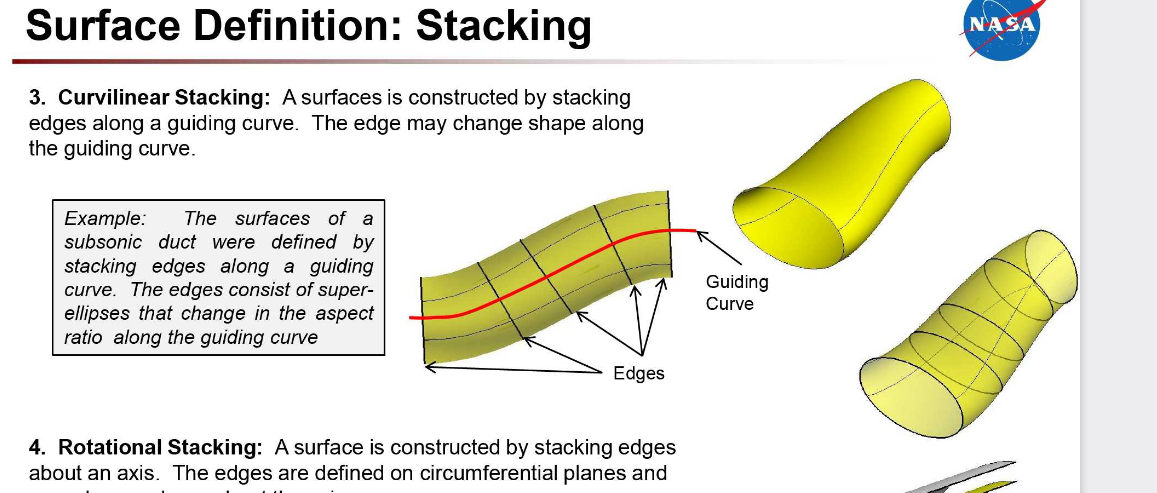 Surface Definition: Stacking
NASA
3. Curvilinear Stacking: A surfaces is constructed by stacking
edges along a guiding curve. The edge may change shape along
the guiding curve.
Example: The surfaces of a
subsonic duct were defined by
stacking edges along a guiding
curve. The edges consist of super-
ellipses that change in the aspect
ratio along the guiding curve
Guiding
Curve
Edges
4. Rotational Stacking: A surface is constructed by stacking edges
about an axis. The edges are defined on circumferential planes and